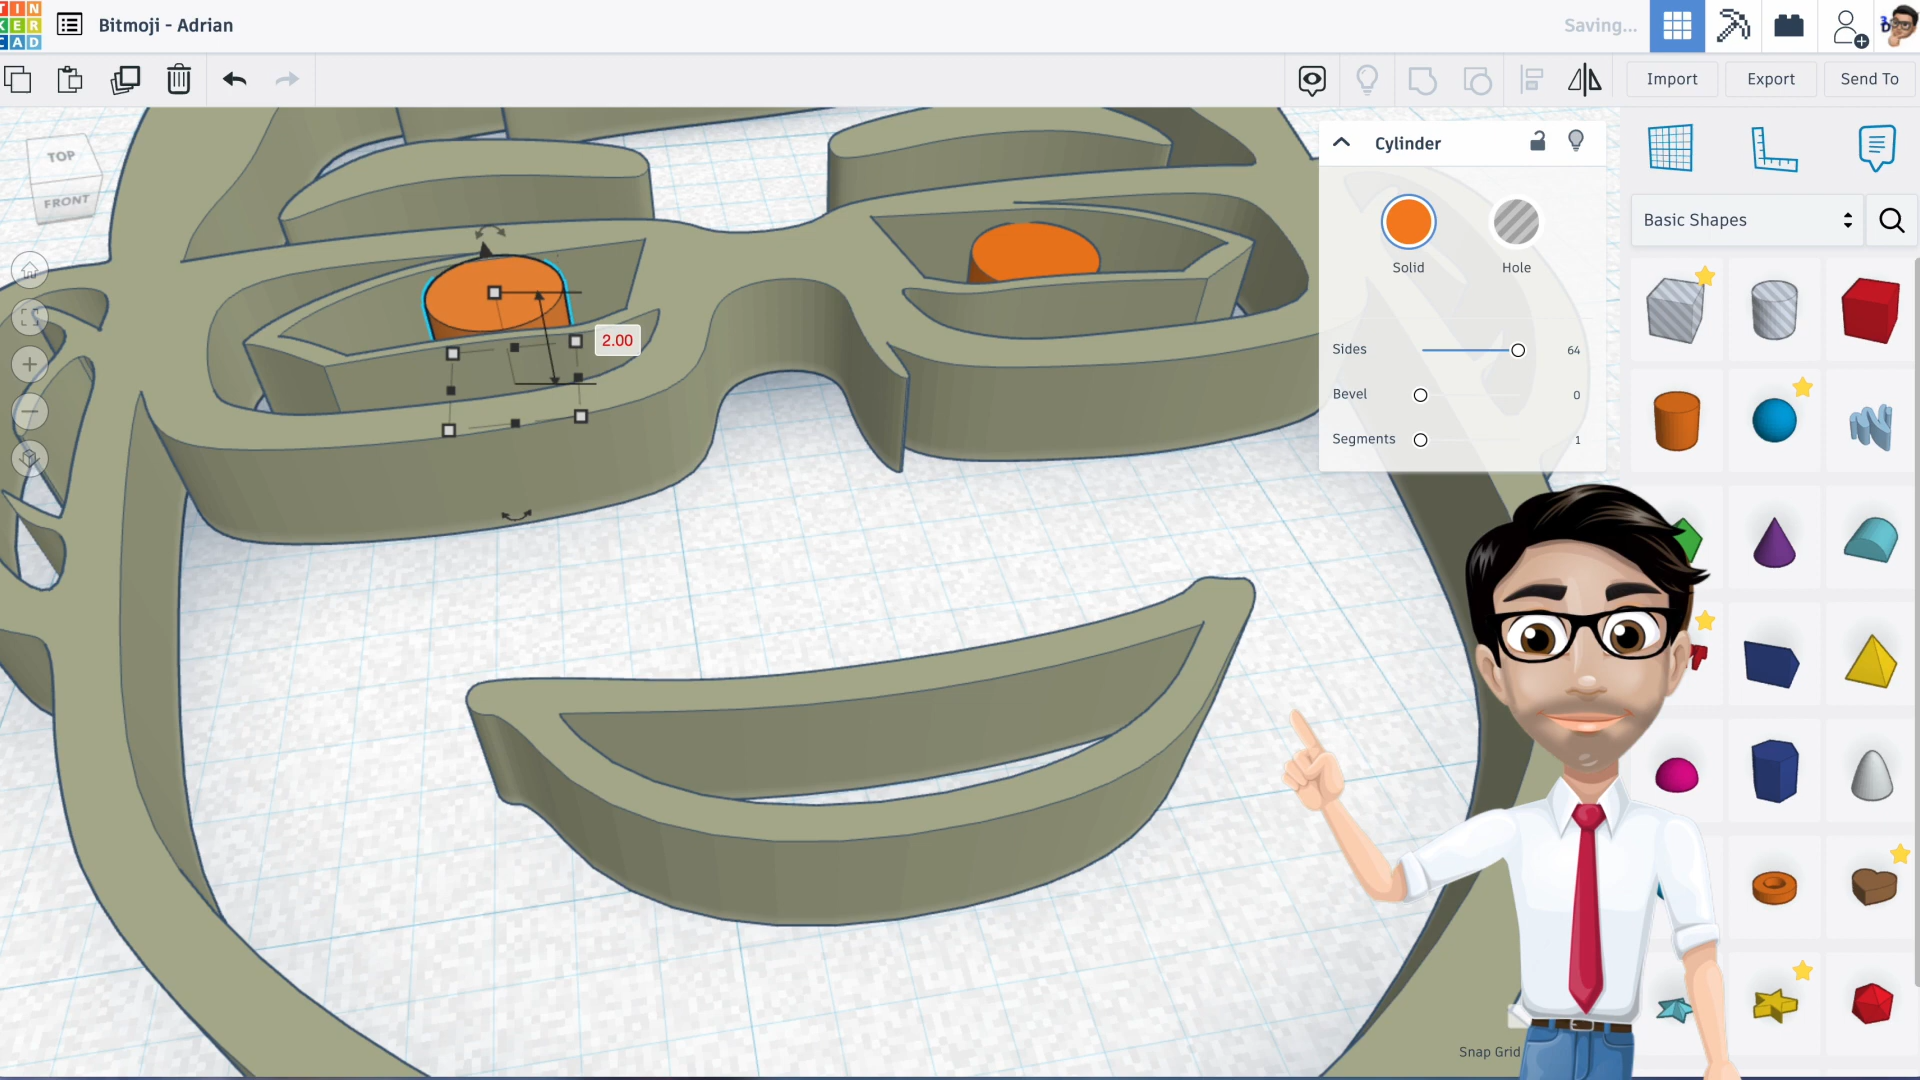 TIN
KER
CAD
Bitmoji - Adrian
Saving...
Import
Export
Send To
TOP
FRONT
Cylinder
Solid
Hole
Basic Shapes
2.00
Sides
64
Bevel
0
Segments
1
Snap Grid